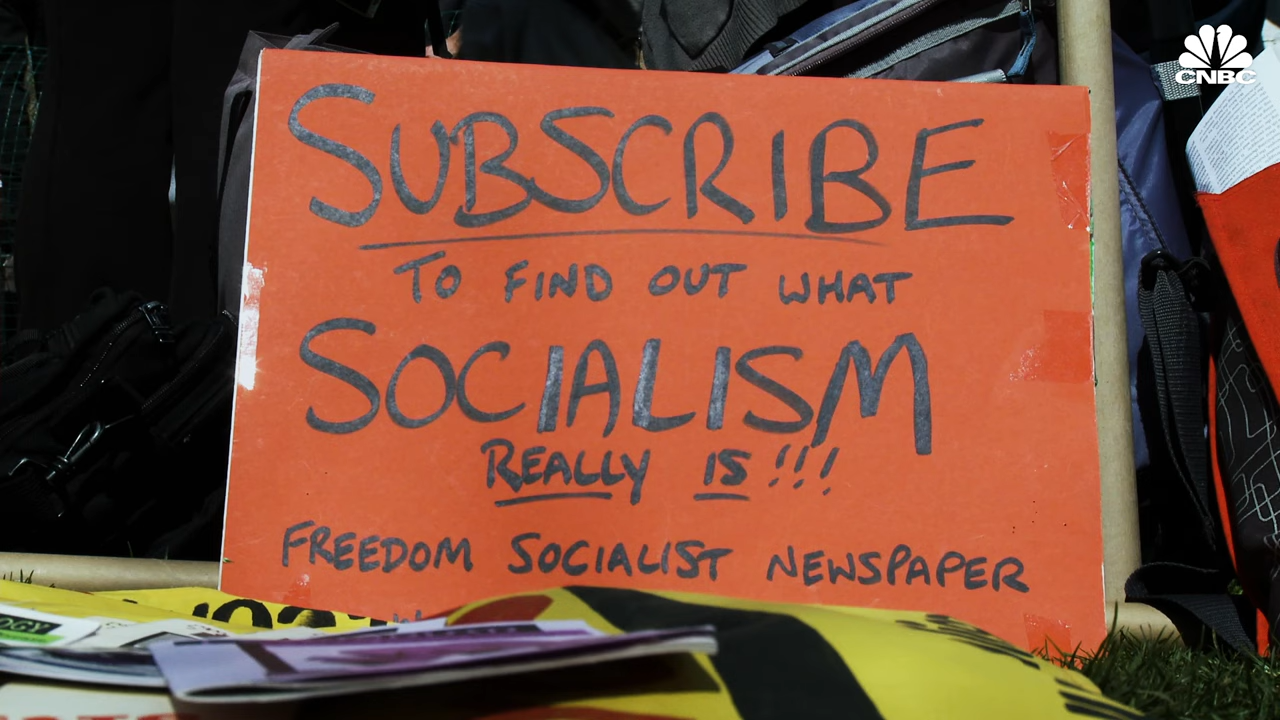 CNBC
SUBSCRIBE
TO FIND OUT WHAT
SOCIALISM
REALLY IS!!!
FREEDOM SOCIALIST NEWSPAPER